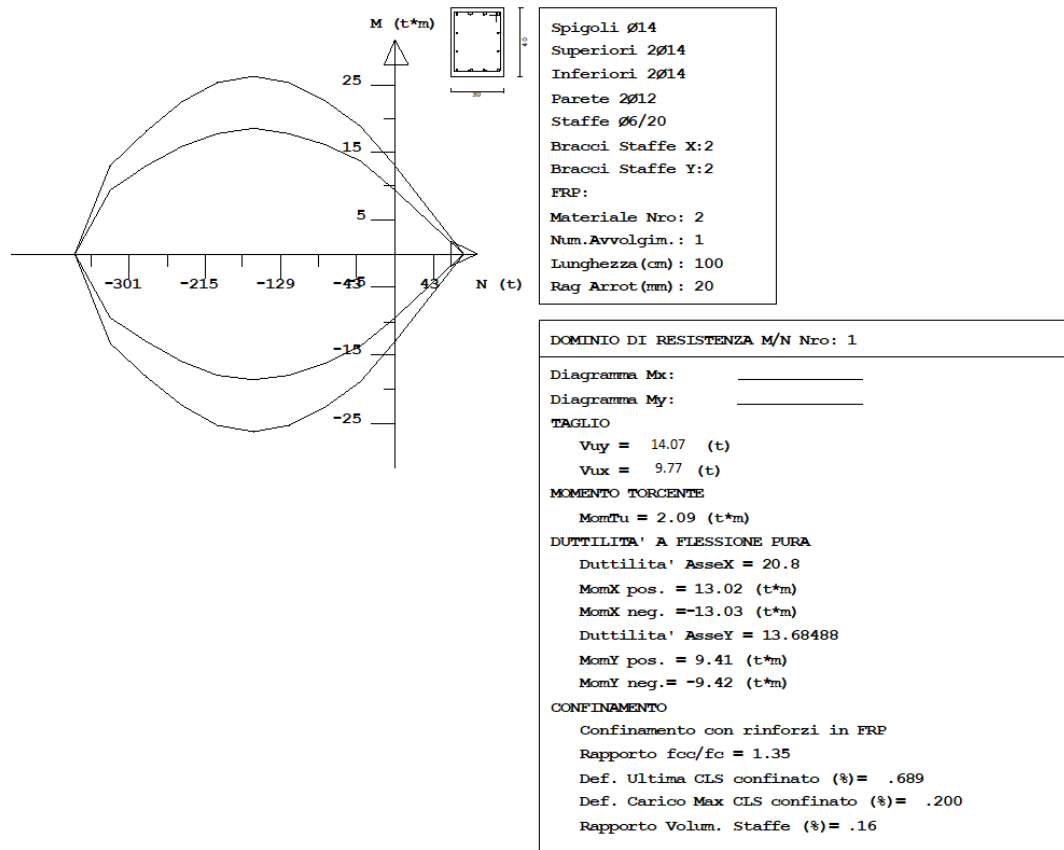 M (t*m)
25
15
5
-301 -215 -129 -43 43 N (t)
-5
-15
-25
40
30
Spigoli Ø14
Superiori 2Ø14
Inferiori 2Ø14
Parete 2Ø12
Staffe Ø6/20
Bracci Staffe X:2
Bracci Staffe Y:2
FRP:
Materiale Nro: 2
Num.Avvolgim.: 1
Lunghezza(cm): 100
Rag Arrot(mm): 20
DOMINIO DI RESISTENZA M/N Nro: 1
Diagramma Mx:
Diagramma My:
TAGLIO
Vuy = 14.07 (t)
Vux = 9.77 (t)
MOMENTO TORCENTE
MomTu = 2.09 (t*m)
DUTTILITA' A FLESSIONE PURA
Duttilita' AsseX = 20.8
MomX pos. = 13.02 (t*m)
MomX neg. =-13.03 (t*m)
Duttilita' AsseY = 13.68488
MomY pos. = 9.41 (t*m)
MomY neg.= -9.42 (t*m)
CONFINAMENTO
Confinamento con rinforzi in FRP
Rapporto fcc/fc = 1.35
Def. Ultima CLS confinato (%)= .689
Def. Carico Max CLS confinato (%)= .200
Rapporto Volum. Staffe (%)= .16